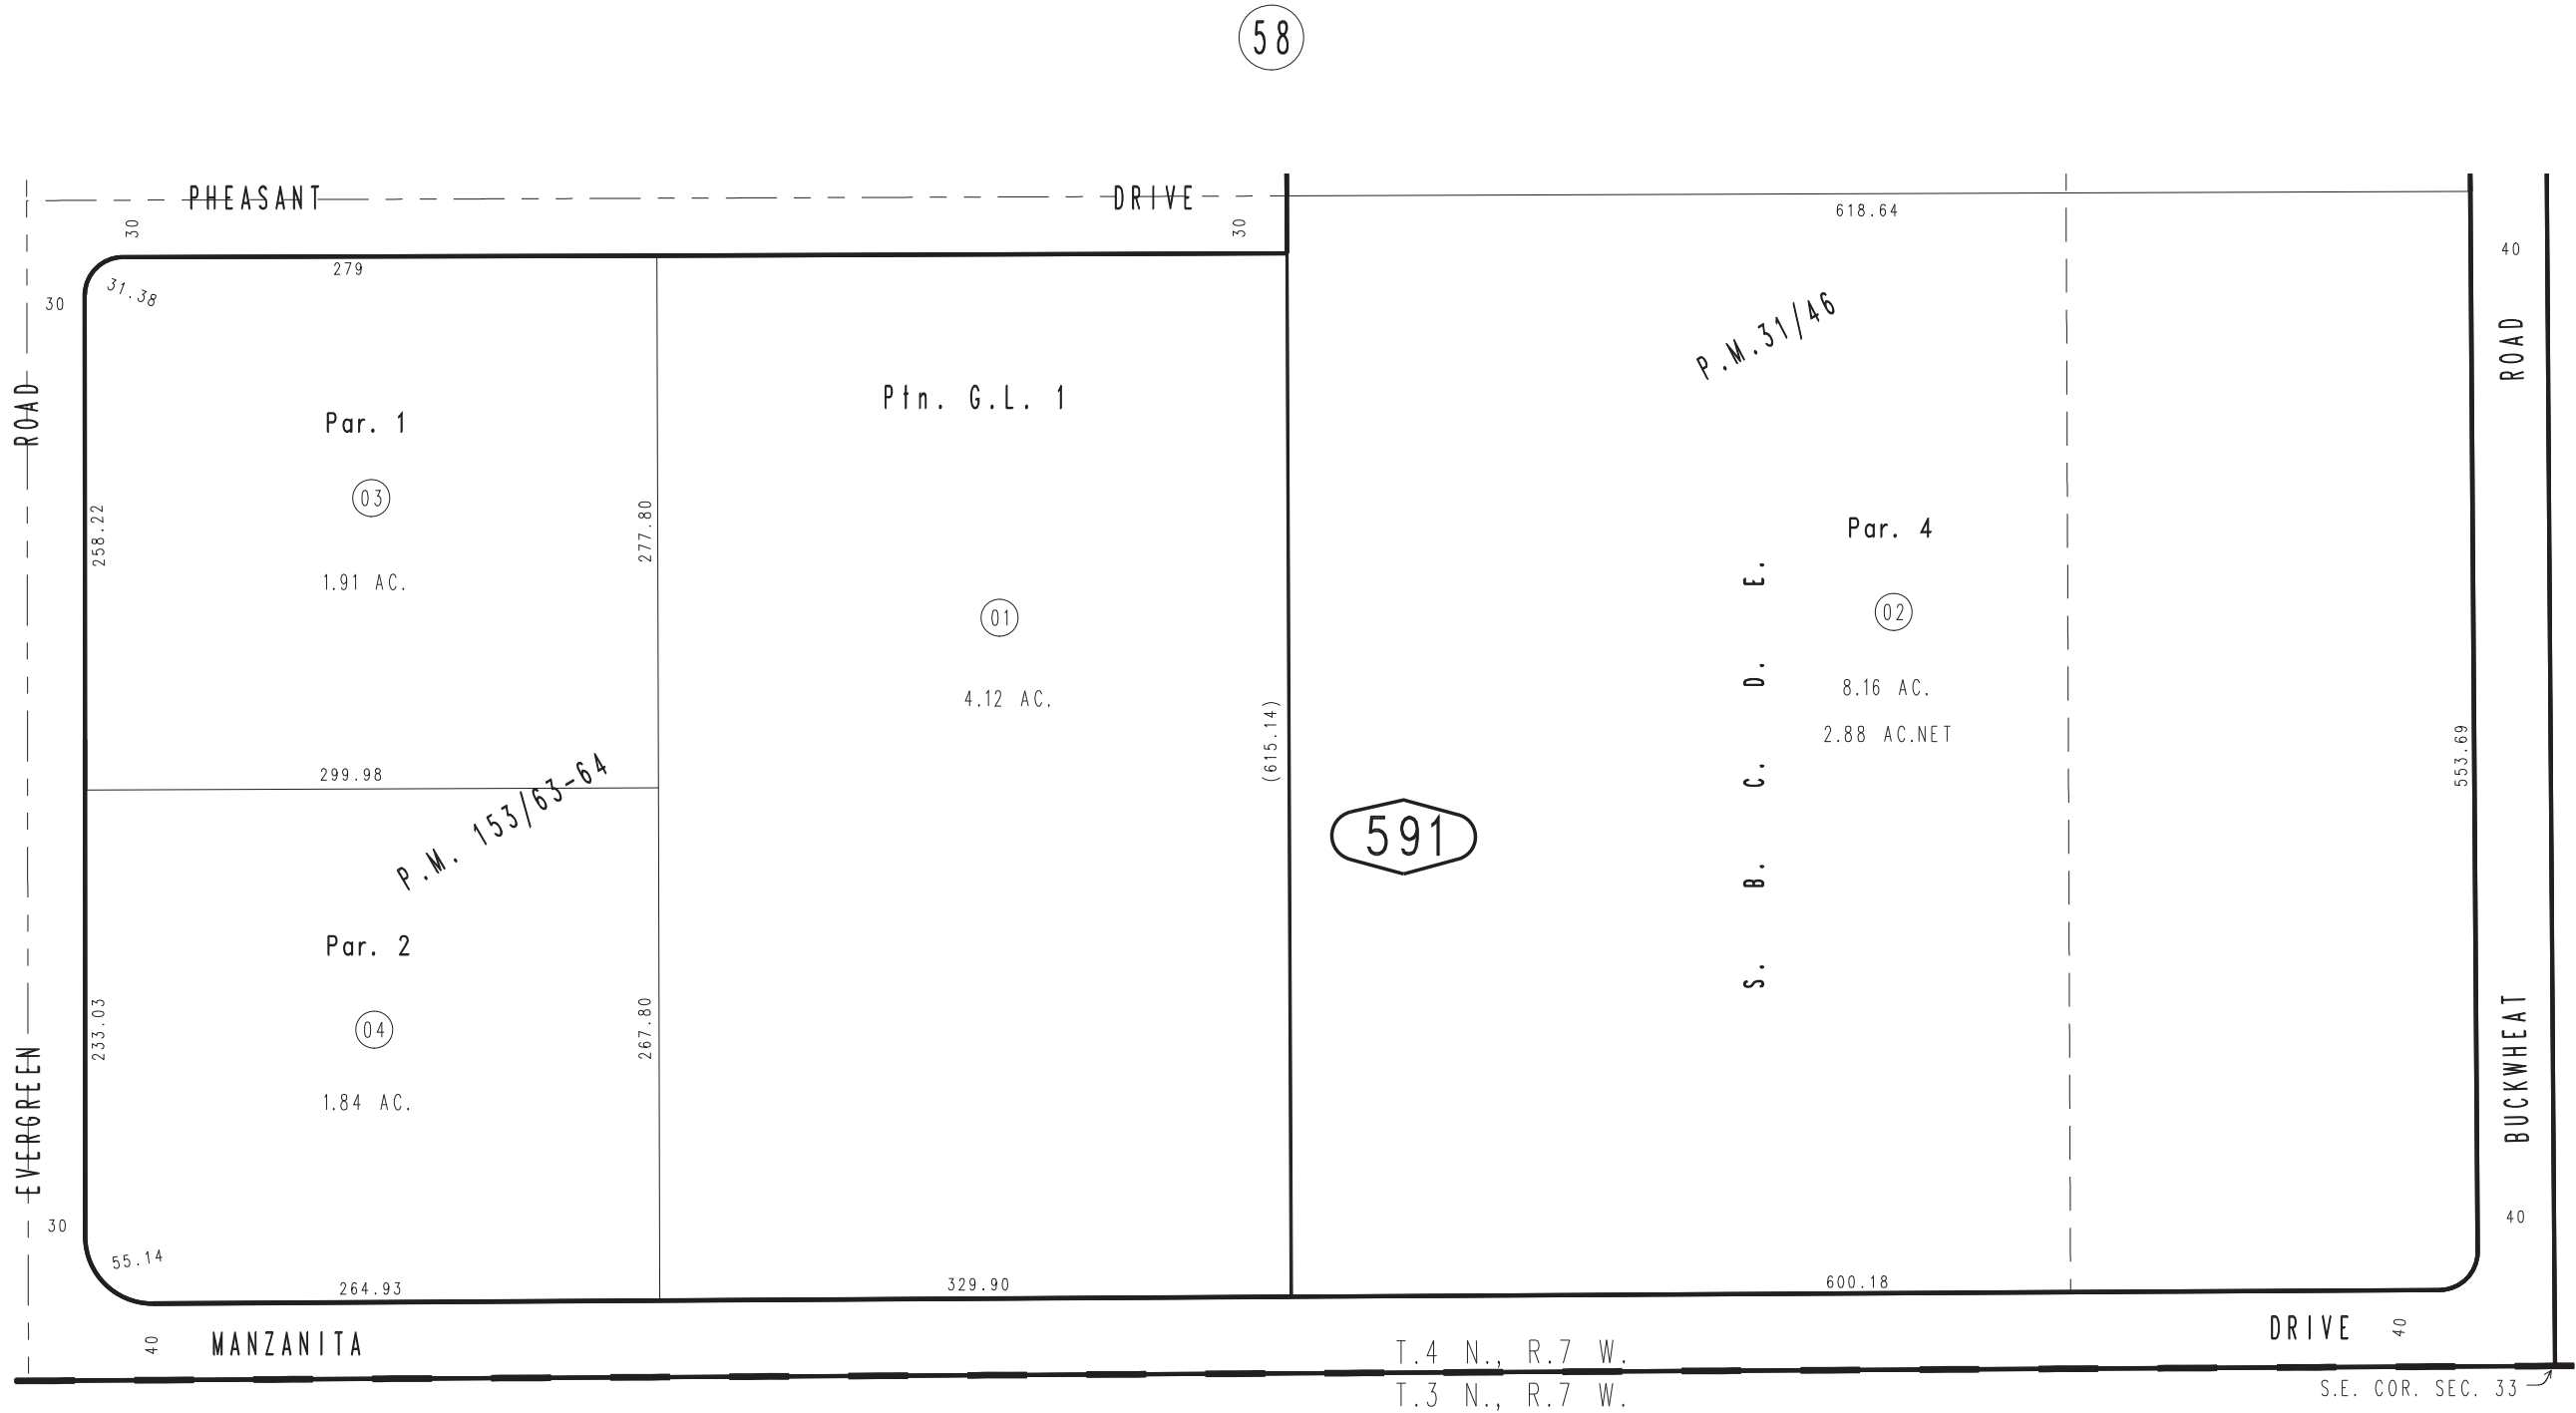 58
PHEASANT DRIVE
30
30
618.64
40
279
31.38
30
P.M.31/46
ROAD
ROAD
Ptn. G.L. 1
Par. 1
03
258.22
277.80
1.91 AC.
Par. 4
S. B. C. D. E.
01
02
4.12 AC.
8.16 AC.
2.88 AC.NET
(615.14)
553.69
299.98
P.M. 153/63-64
591
Par. 2
04
233.03
267.80
1.84 AC.
EVERGREEN
BUCKWHEAT
30
40
55.14
264.93
329.90
600.18
40
MANZANITA DRIVE
40
T.4 N., R.7 W.
T.3 N., R.7 W.
S.E. COR. SEC. 33